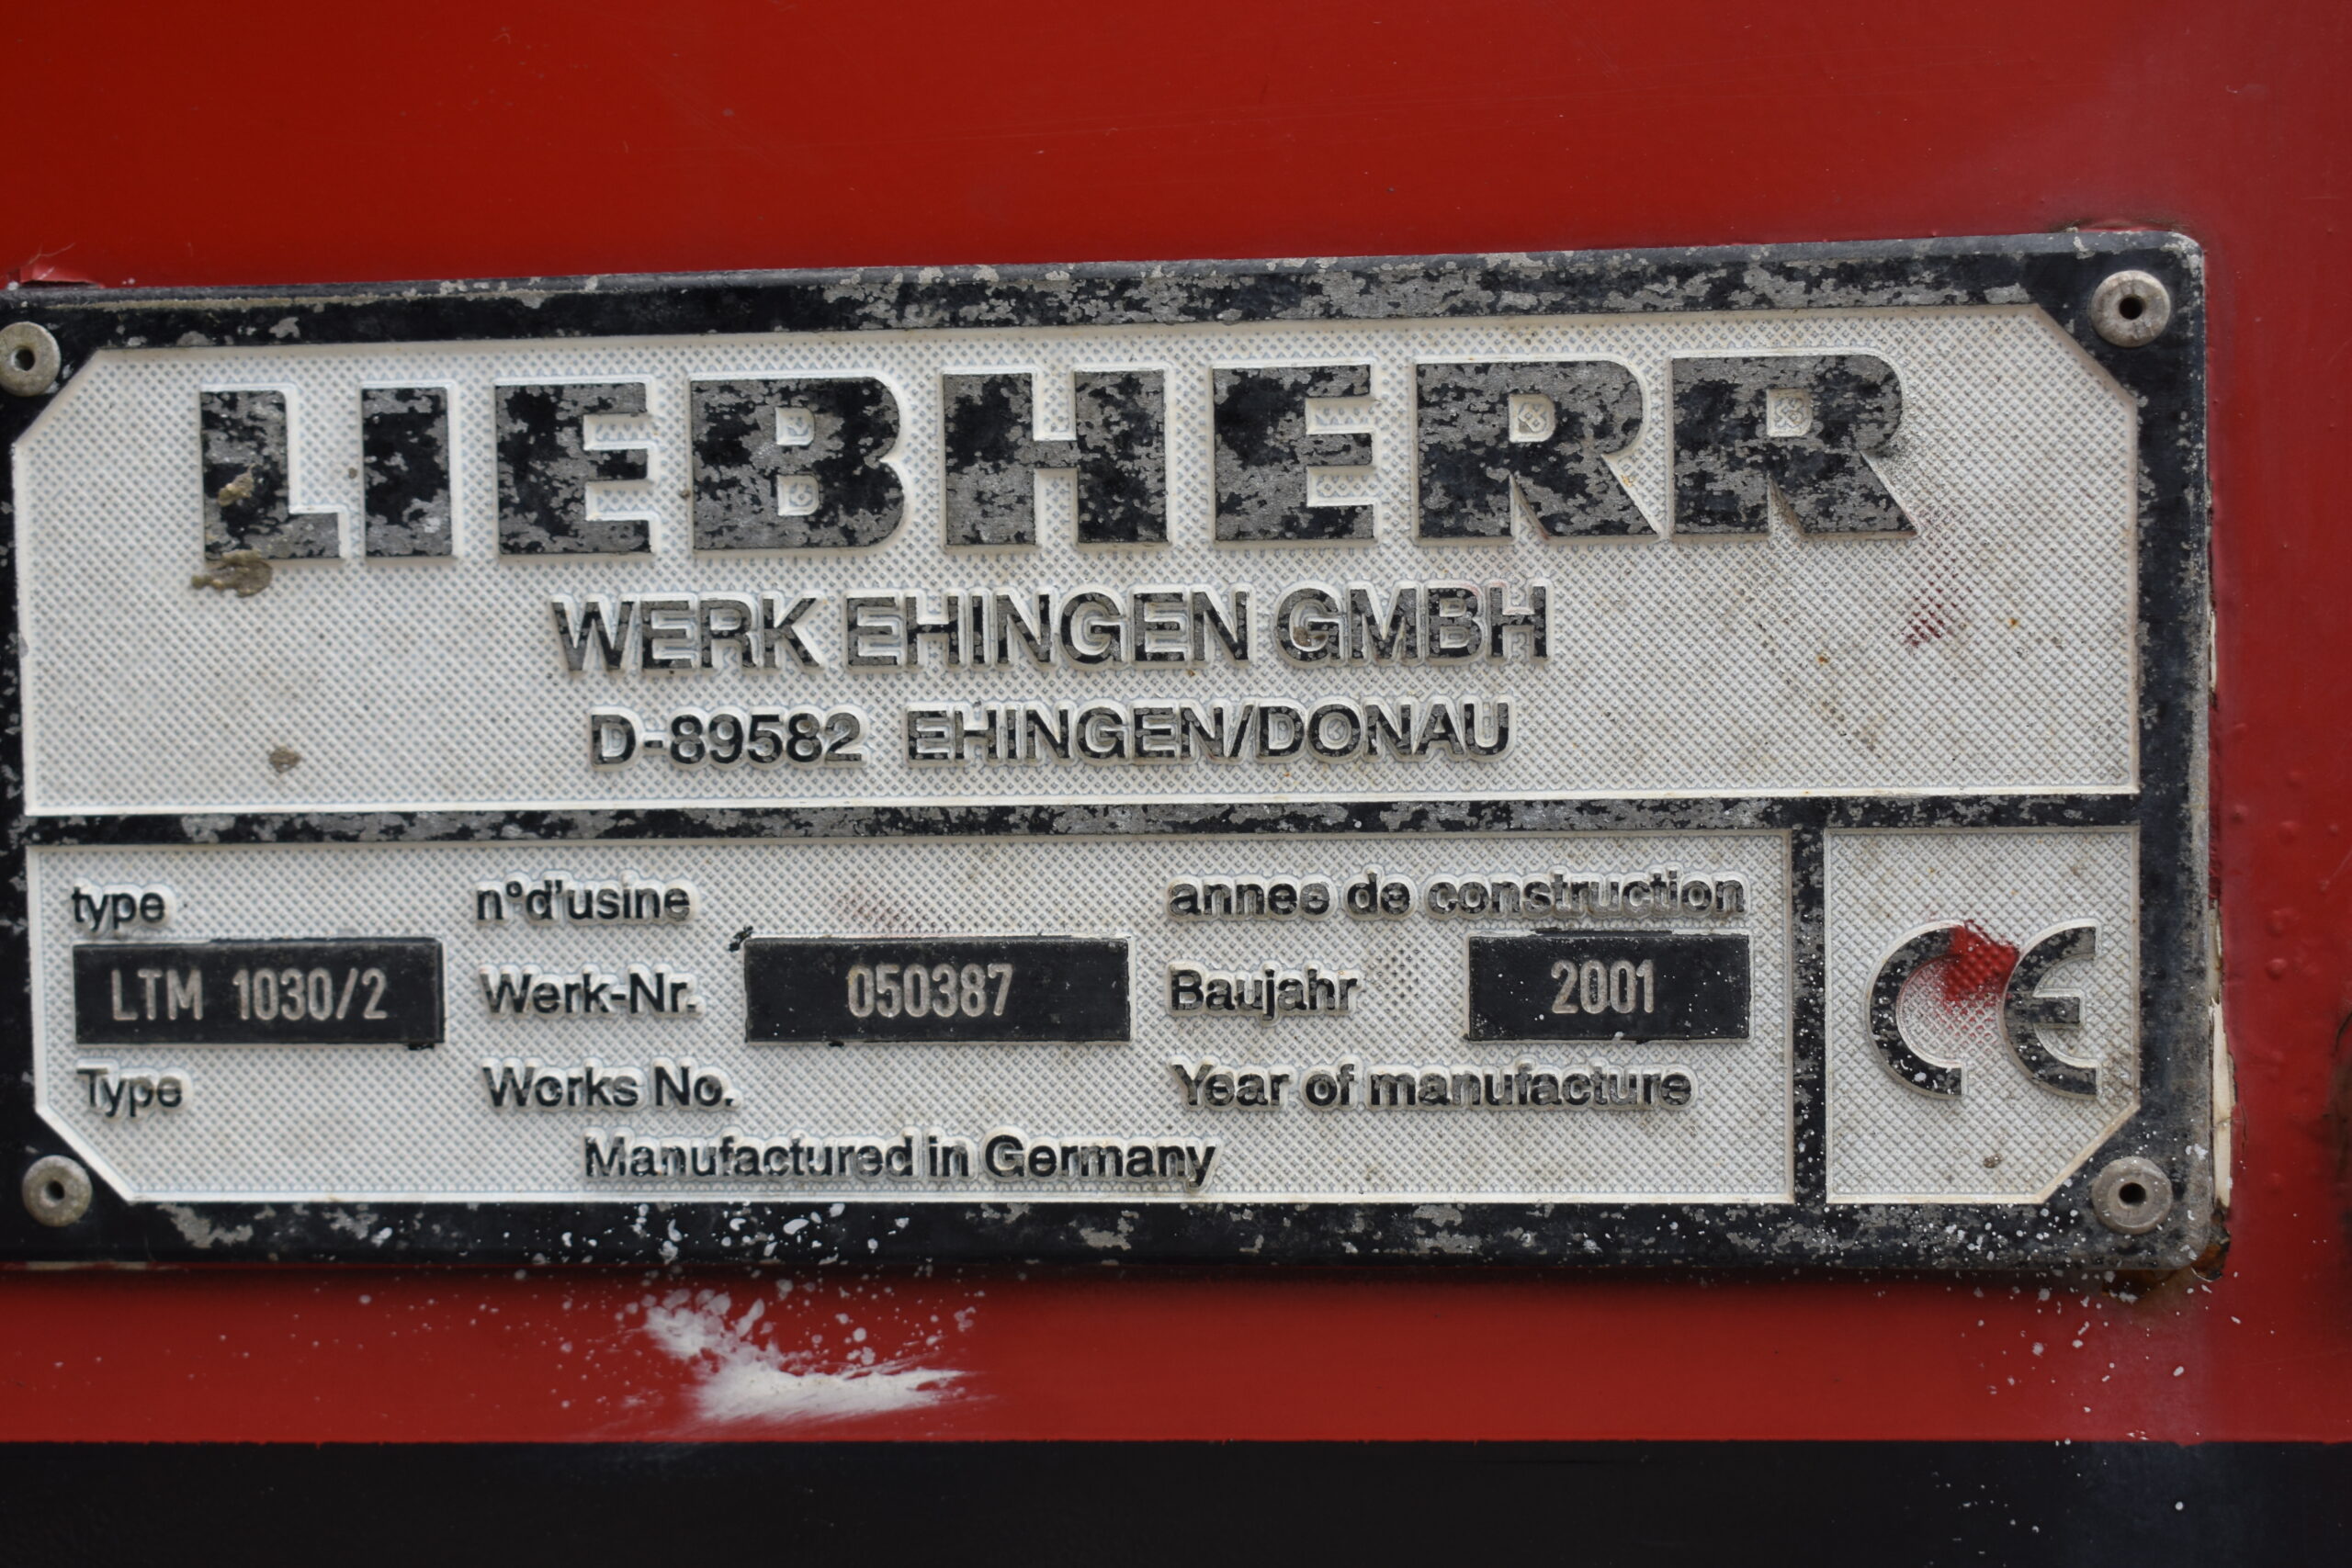 LIEBHERR
WERK EHINGEN GMBH
D-89582 EHINGEN/DONAU
type n°d'usine annee de construction
LTM 1030/2 Werk-Nr. 050387 Baujahr 2001
Type Works No. Year of manufacture
Manufactured in Germany
CE